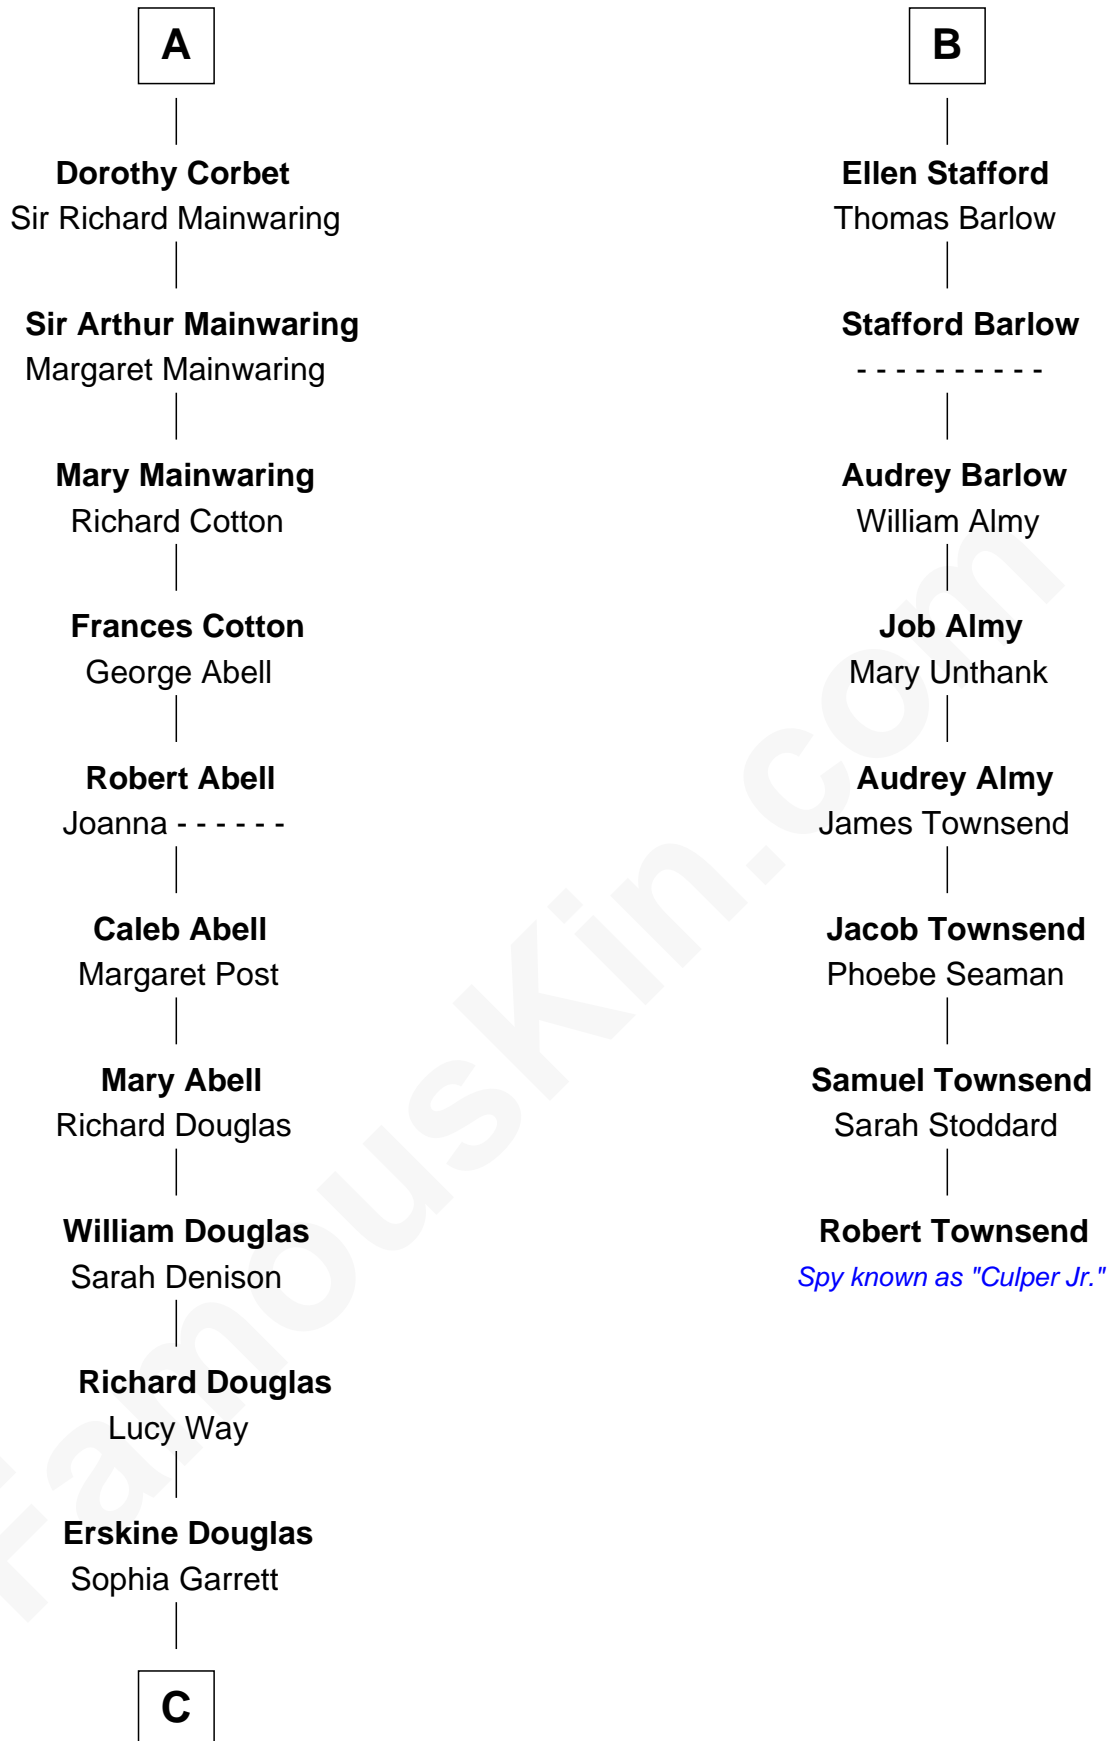 A
Dorothy Corbet
Sir Richard Mainwaring
Sir Arthur Mainwaring
Margaret Mainwaring
Mary Mainwaring
Richard Cotton
Frances Cotton
George Abell
Robert Abell
Joanna - - - - - -
Caleb Abell
Margaret Post
Mary Abell
Richard Douglas
William Douglas
Sarah Denison
Richard Douglas
Lucy Way
Erskine Douglas
Sophia Garrett
C
B
Ellen Stafford
Thomas Barlow
Stafford Barlow
- - - - - - - - - -
Audrey Barlow
William Almy
Job Almy
Mary Unthank
Audrey Almy
James Townsend
Jacob Townsend
Phoebe Seaman
Samuel Townsend
Sarah Stoddard
Robert Townsend
Spy known as "Culper Jr."
FamousKin.com